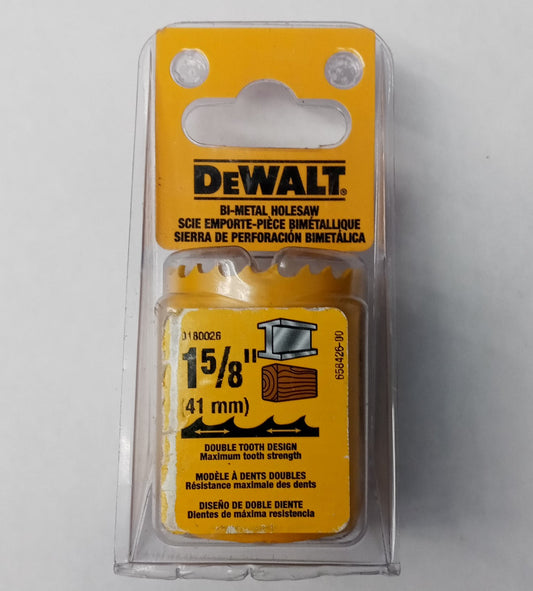 DEWALT®
BI-METAL HOLESAW
SCIE EMPORTE-PIÈCE BIMÉTALLIQUE
SIERRA DE PERFORACIÓN BIMETÁLICA
D180026
1 5/8"
(41 mm)
658426-00
DOUBLE TOOTH DESIGN
Maximum tooth strength
MODÈLE À DENTS DOUBLES
Résistance maximale des dents
DISEÑO DE DOBLE DIENTE
Dientes de máxima resistencia